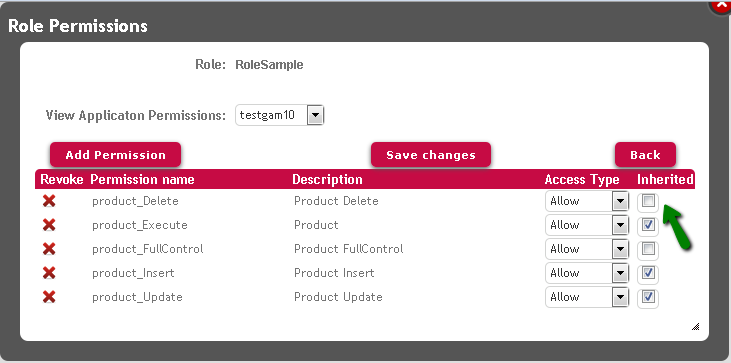 Role Permissions
Role: RoleSample
View Applicaton Permissions: testgam10
Add Permission Save changes Back
Revoke Permission name Description Access Type Inherited
product_Delete Product Delete Allow
product_Execute Product Allow
product_FullControl Product FullControl Allow
product_Insert Product Insert Allow
product_Update Product Update Allow